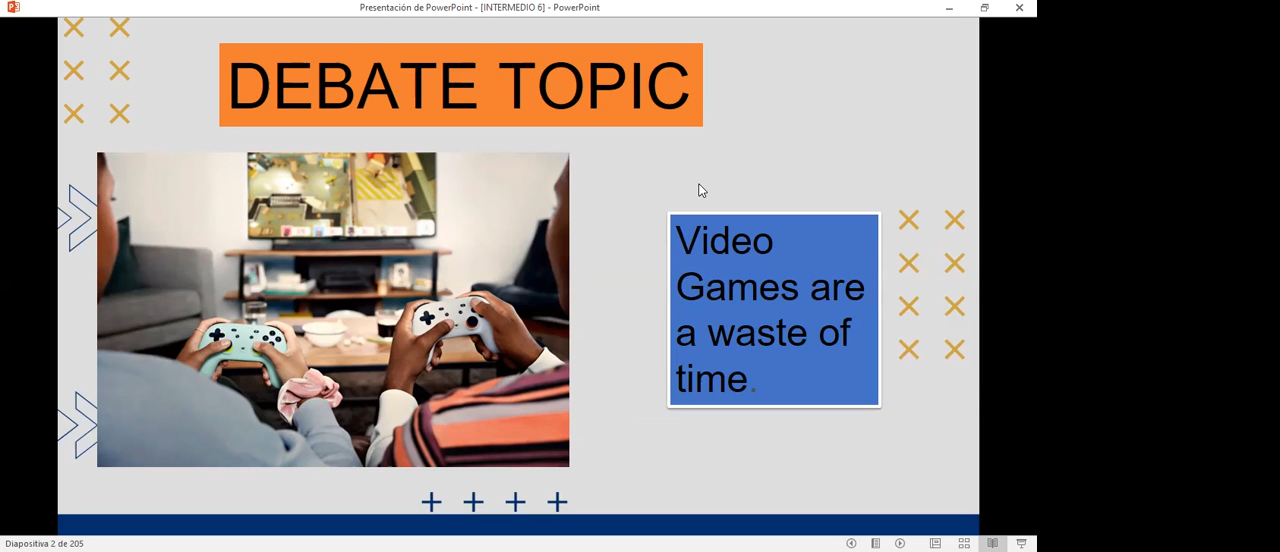 Presentación de PowerPoint - [INTERMEDIO 6] - PowerPoint
DEBATE TOPIC
Video
Games are
a waste of
time.
Diapositiva 2 de 205